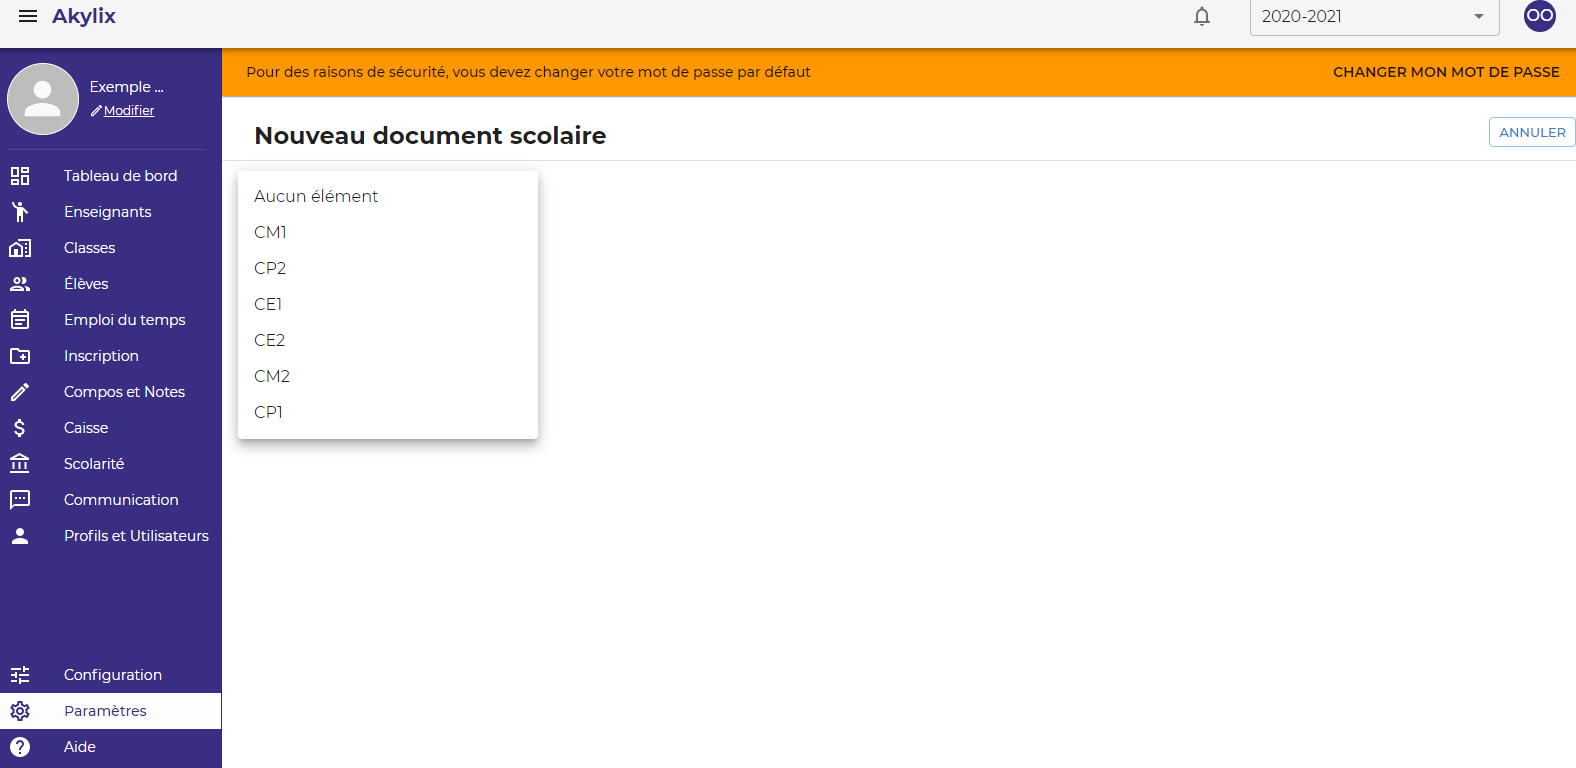 Akylix
2020-2021
OO
Exemple ...
Modifier
Pour des raisons de sécurité, vous devez changer votre mot de passe par défaut
CHANGER MON MOT DE PASSE
Nouveau document scolaire
ANNULER
Tableau de bord
Enseignants
Classes
Élèves
Emploi du temps
Inscription
Compos et Notes
Caisse
Scolarité
Communication
Profils et Utilisateurs
Configuration
Paramètres
Aide
Aucun élément
CM1
CP2
CE1
CE2
CM2
CP1